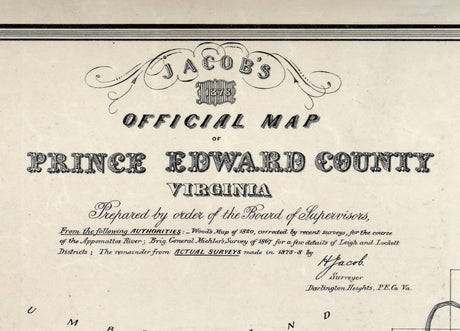 JACOB'S
1878
OFFICIAL MAP
OF
PRINCE EDWARD COUNTY
VIRGINIA
Prepared by order of the Board of Supervisors,
From the following AUTHORITIES: – Wood's Map of 1820, corrected by recent surveys, for the course
of the Appomattox River; Brig. General Michler's Survey of 1867 for a few details of Leigh and Lockett
Districts; The remainder from ACTUAL SURVEYS made in 1875-8 by
H Jacob.
Surveyor
Darlington Heights, P.E. Co. Va.
U M B N D